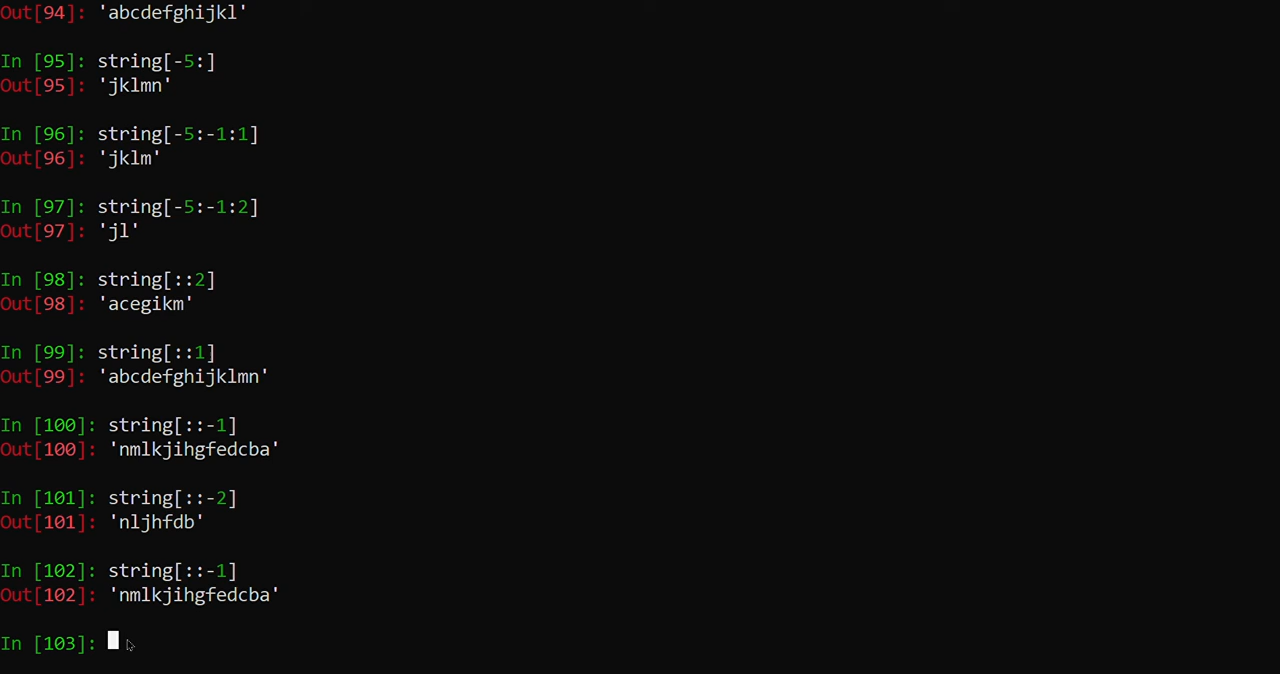 Out[94]: 'abcdefghijkl'
In [95]: string[-5:]
Out[95]: 'jklmn'
In [96]: string[-5:-1:1]
Out[96]: 'jklm'
In [97]: string[-5:-1:2]
Out[97]: 'jl'
In [98]: string[::2]
Out[98]: 'acegikm'
In [99]: string[::1]
Out[99]: 'abcdefghijklmn'
In [100]: string[::-1]
Out[100]: 'nmlkjihgfedcba'
In [101]: string[::-2]
Out[101]: 'nljhfdb'
In [102]: string[::-1]
Out[102]: 'nmlkjihgfedcba'
In [103]: